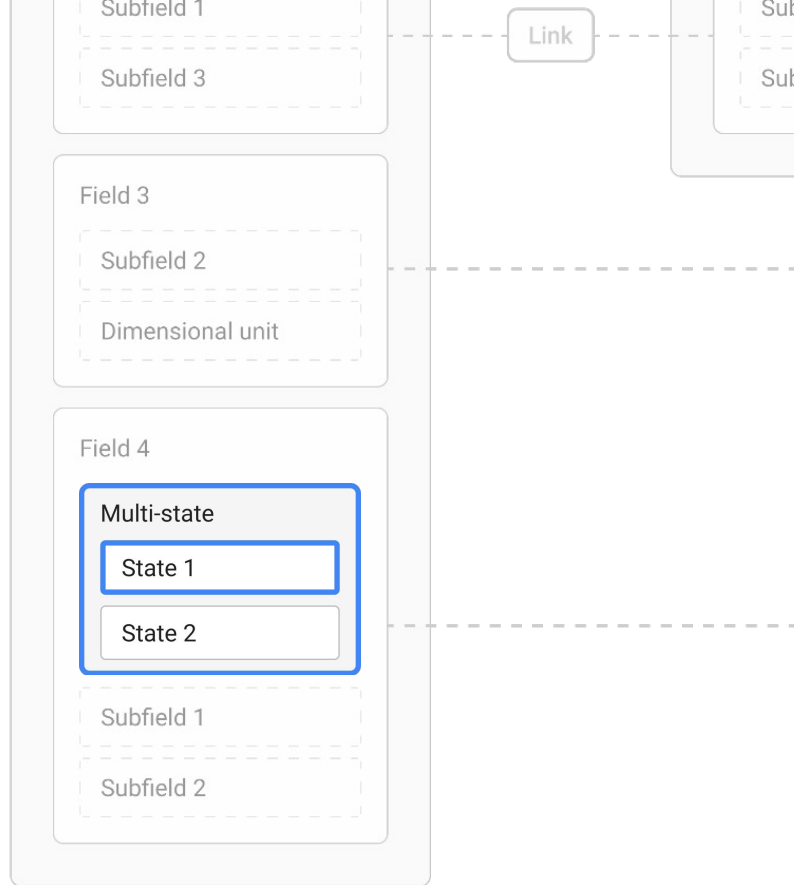 Subfield 1
Subfield 3
Link
Field 3
Subfield 2
Dimensional unit
Field 4
Multi-state
State 1
State 2
Subfield 1
Subfield 2